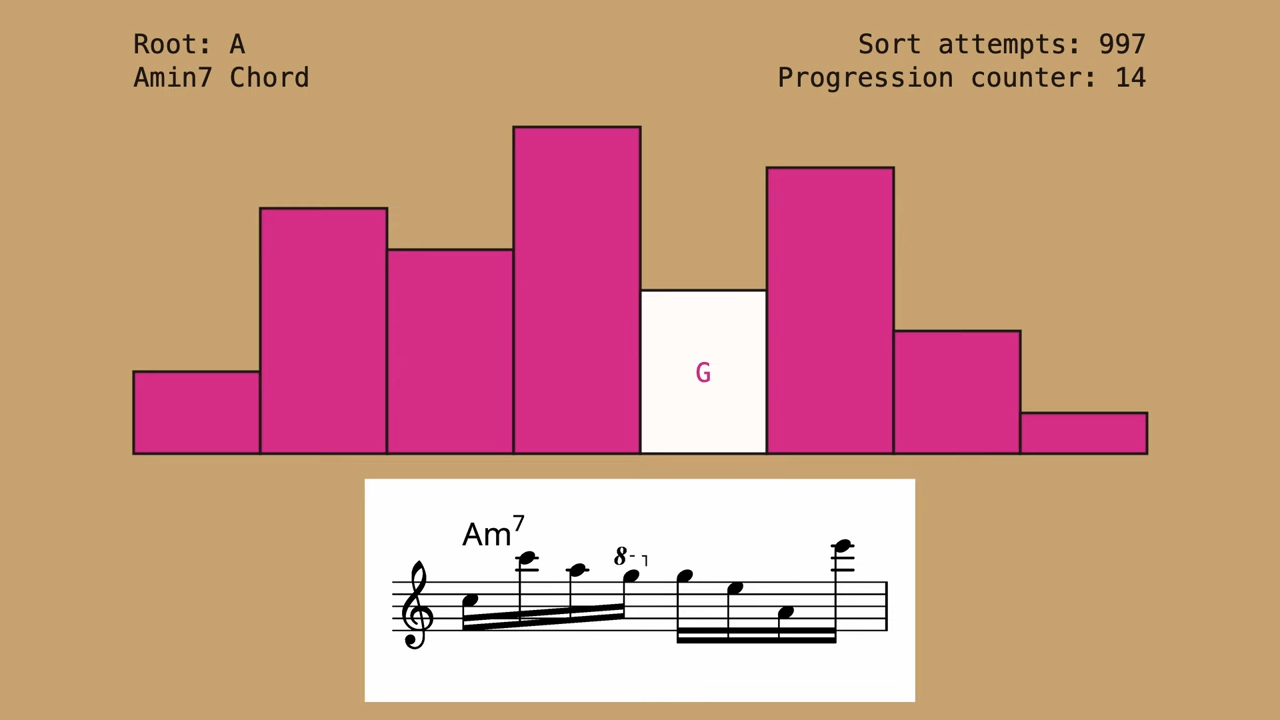 Root: A
Amin7 Chord
Sort attempts: 997
Progression counter: 14
G
Am7
8